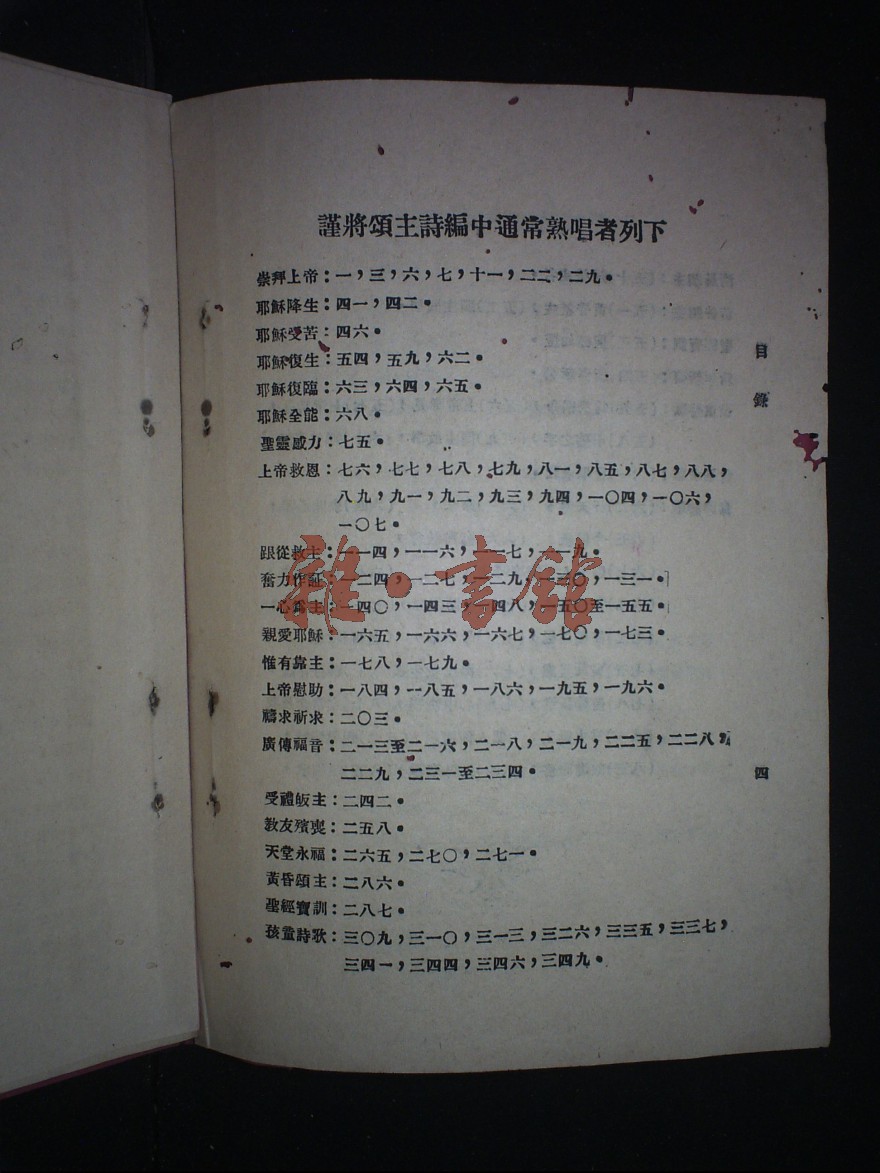 謹將頌主詩編中通常熟唱者列下
崇拜上帝：一，三，六，七，十一，二二，二九。
耶穌降生：四一，四二。
耶穌受苦：四六。
耶穌復生：五四，五九，六二。
耶穌復臨：六三，六四，六五。
耶穌全能：六八。
聖靈感力：七五。
上帝救恩：七六，七七，七八，七九，八一，八五，八七，八八，
八九，九一，九二，九三，九四，一〇四，一〇六，
一〇七。
跟從救主：一一四，一一六，一一七，一一九。
奮力作証：一二四，一二七，一二九，一三〇，一三一。
一心爲主：一四〇，一四三，一四八，一五〇至一五五。
親愛耶穌：一六五，一六六，一六七，一七〇，一七三。
惟有靠主：一七八，一七九。
上帝慰助：一八四，一八五，一八六，一九五，一九六。
禱求祈求：二〇三。
廣傳福音：二一三至二一六，二一八，二一九，二二五，二二八，
二二九，二三一至二三四。
受禮皈主：二四二。
教友殯喪：二五八。
天堂永福：二六五，二七〇，二七一。
黃昏頌主：二八六。
聖經寶訓：二八七。
孩童詩歌：三〇九，三一〇，三一三，三二六，三三五，三三七，
三四一，三四四，三四六，三四九。
目錄
四
雜·書館